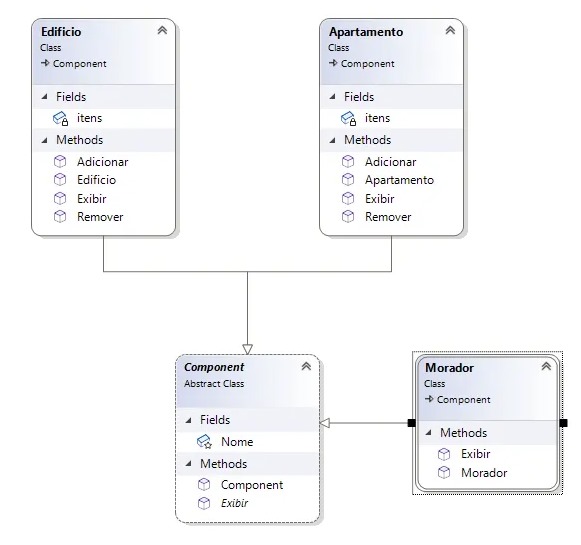 Edificio
Class
Component
Fields
itens
Methods
Adicionar
Edificio
Exibir
Remover
Apartamento
Class
Component
Fields
itens
Methods
Adicionar
Apartamento
Exibir
Remover
Component
Abstract Class
Fields
Nome
Methods
Component
Exibir
Morador
Class
Component
Methods
Exibir
Morador